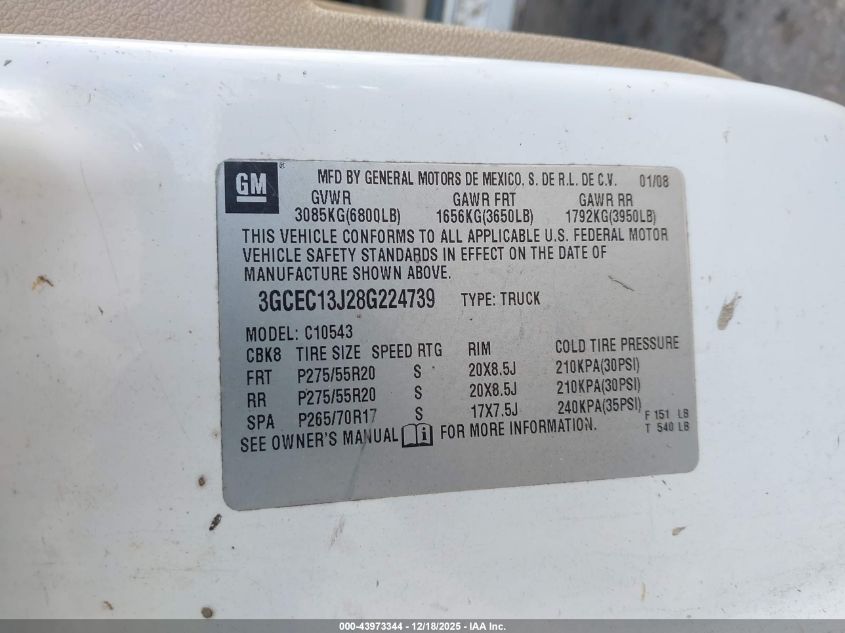 GM ® MFD BY GENERAL MOTORS DE MEXICO, S. DE R.L. DE C.V. 01/08
GVWR GAWR FRT GAWR RR
3085KG(6800LB) 1656KG(3650LB) 1792KG(3950LB)
THIS VEHICLE CONFORMS TO ALL APPLICABLE U.S. FEDERAL MOTOR
VEHICLE SAFETY STANDARDS IN EFFECT ON THE DATE OF
MANUFACTURE SHOWN ABOVE.
3GCEC13J28G224739 TYPE: TRUCK
MODEL: C10543
CBK8 TIRE SIZE SPEED RTG RIM COLD TIRE PRESSURE
FRT P275/55R20 S 20X8.5J 210KPA(30PSI)
RR P275/55R20 S 20X8.5J 210KPA(30PSI)
SPA P265/70R17 S 17X7.5J 240KPA(35PSI) F 151 LB
SEE OWNER'S MANUAL FOR MORE INFORMATION. T 540 LB
000-43973344 - 12/18/2025 - IAA Inc.